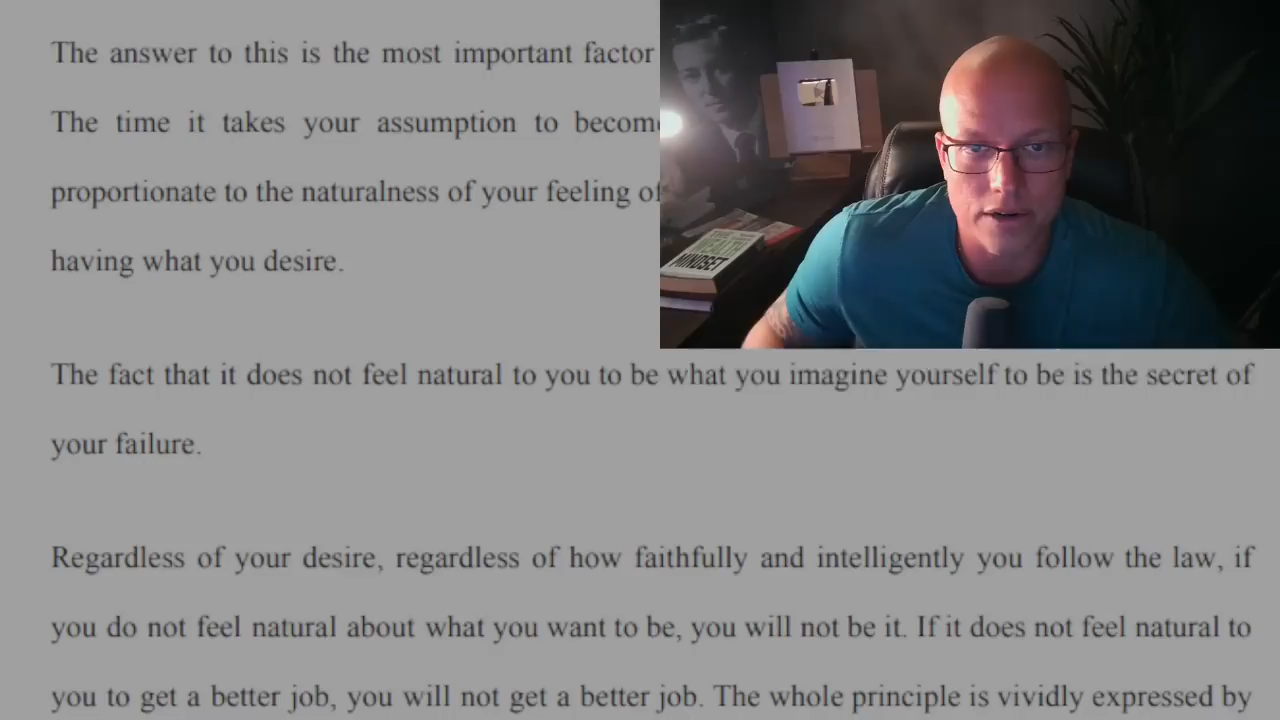 The answer to this is the most important factor
The time it takes your assumption to
proportionate to the naturalness of your feeling of
having what you desire.
MINDSET
The fact that it does not feel natural to you to be what you imagine yourself to be is the secret of
your failure.
Regardless of your desire, regardless of how faithfully and intelligently you follow the law, if
you do not feel natural about what you want to be, you will not be it. If it does not feel natural to
you to get a better job, you will not get a better job. The whole principle is vividly expressed by